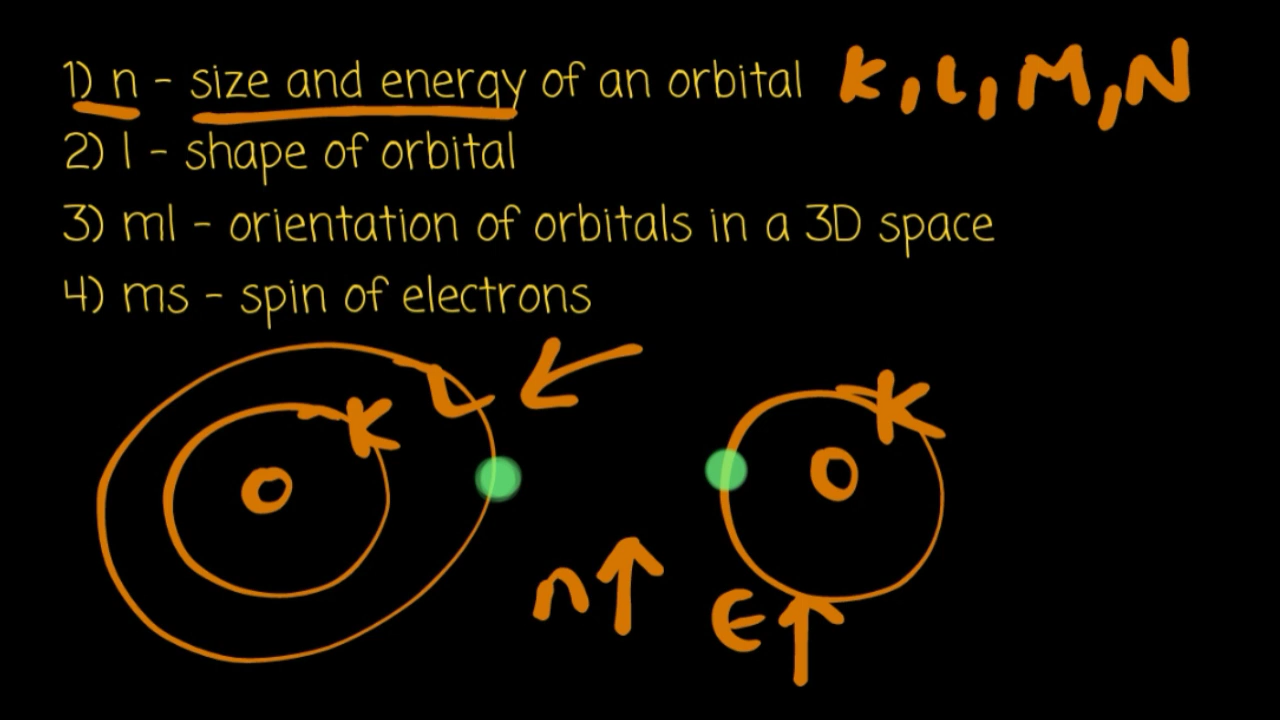 1) n - size and energy of an orbital K, L, M, N
2) l - shape of orbital
3) ml - orientation of orbitals in a 3D space
4) ms - spin of electrons
K L
K
n↑ E↑